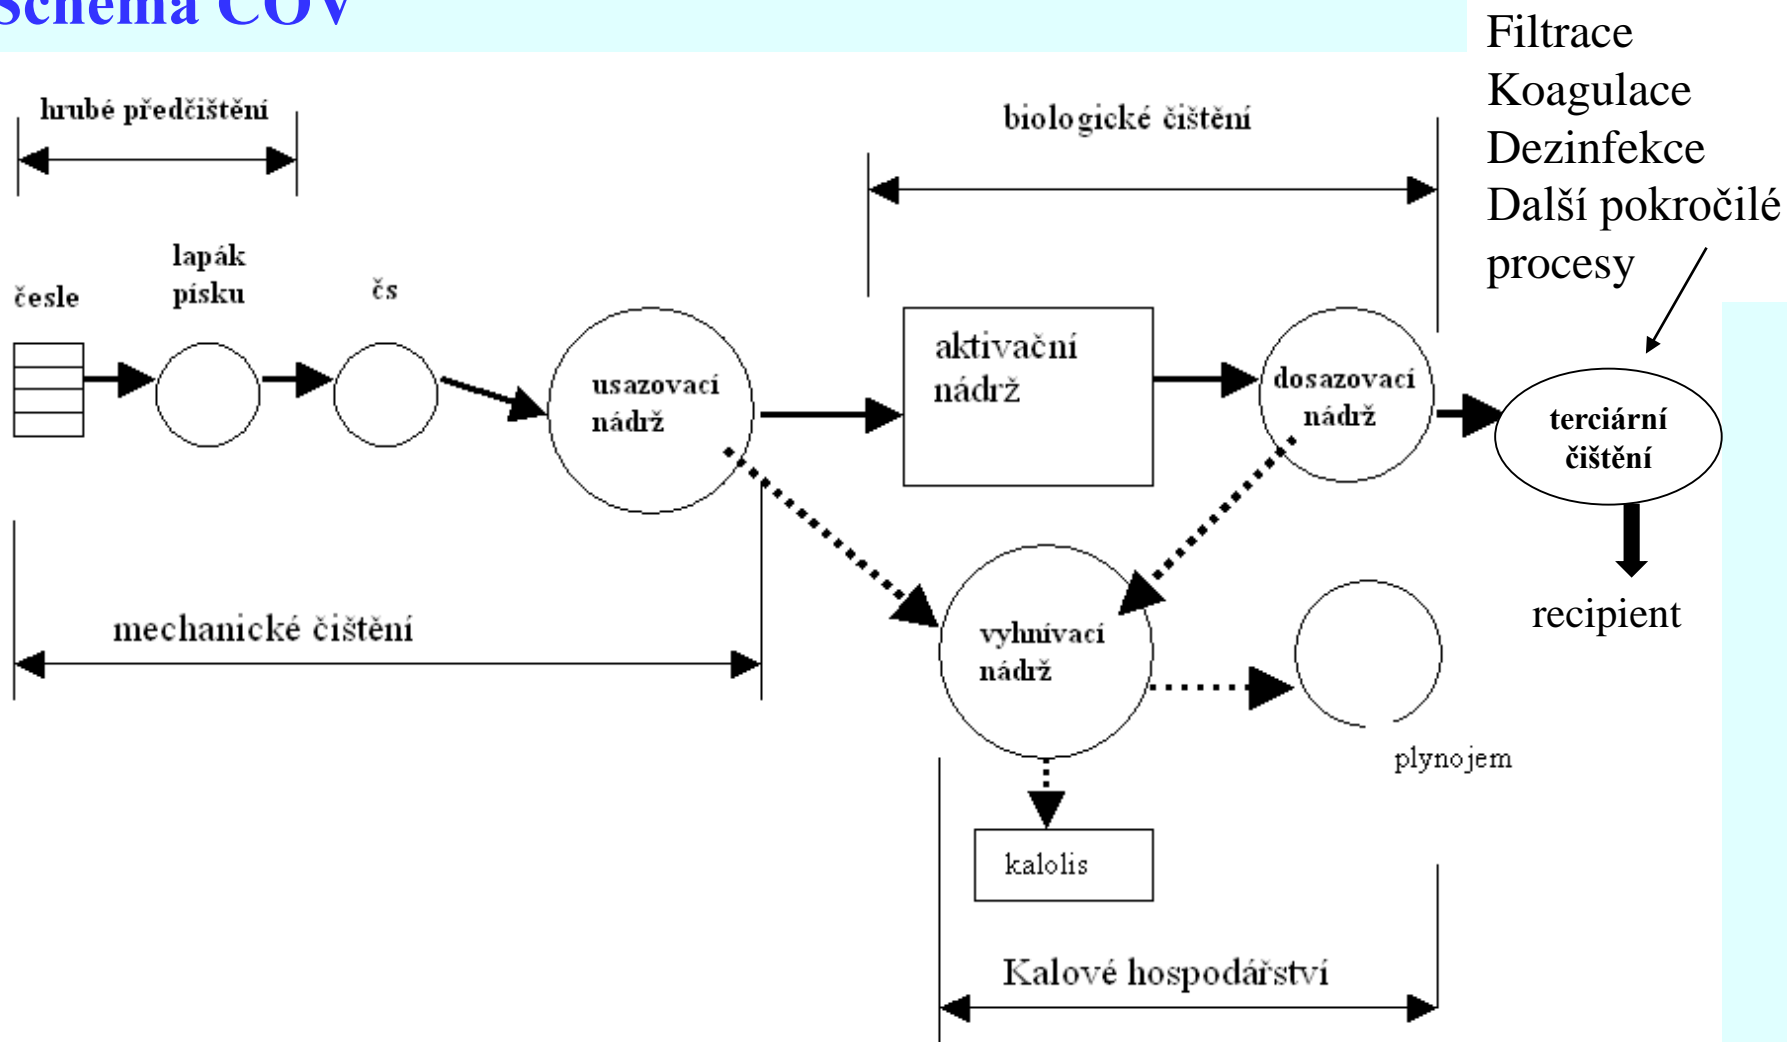 Schéma ČOV
Filtrace
Koagulace
Dezinfekce
Další pokročilé
procesy
hrubé předčištění
biologické čištění
česle
lapák
písku
čs
usazovací
nádrž
aktivační
nádrž
dosazovací
nádrž
terciární
čištění
recipient
mechanické čištění
vyhnívací
nádrž
plynojem
kalolis
Kalové hospodářství